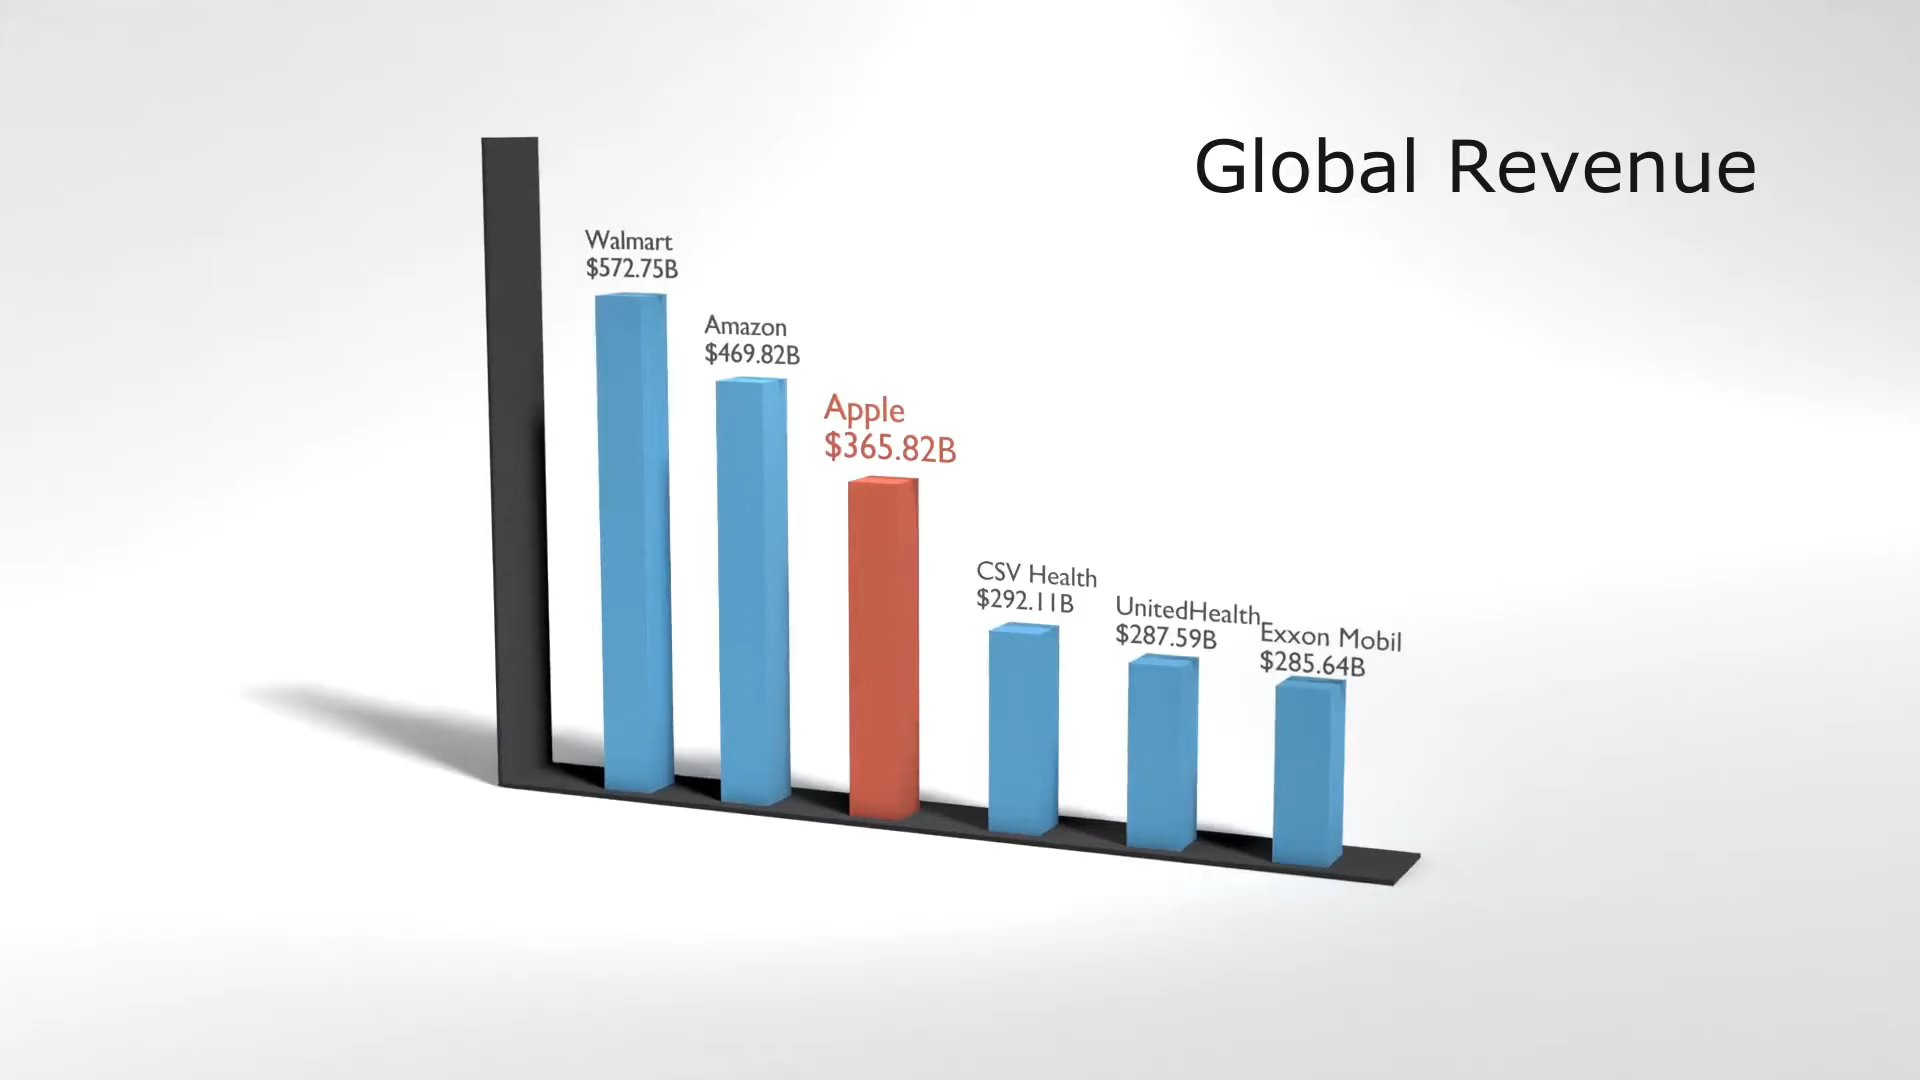 Global Revenue
Walmart
$572.75B
Amazon
$469.82B
Apple
$365.82B
CSV Health
$292.11B
UnitedHealth
$287.59B
Exxon Mobil
$285.64B